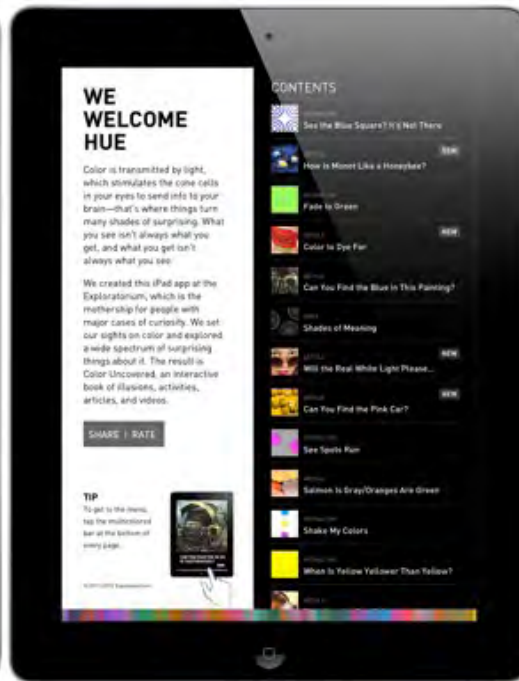 WE
WELCOME
HUE
Color is transmitted by light,
which stimulates the cone cells
in your eyes to send info to your
brain—that's where things turn
many shades of surprising. What
you see isn't always what you
get, and what you get isn't
always what you see.
We created this iPad app at the
Exploratorium, which is the
mothership for people with
major cases of curiosity. We set
our sights on color and explored
a wide spectrum of surprising
things about it. The result is
Color Uncovered, an interactive
book of illusions, activities,
articles, and videos.
SHARE | RATE
TIP
To get to the menu,
tap the multicolored
bar at the bottom of
every page.
CONTENTS
See the Blue Square? It's Not There
NEW
How Is Monet Like a Honeybee?
Fade to Green
NEW
Color to Dye For
Can You Find the Blue in This Painting?
Shades of Meaning
NEW
Will the Real White Light Please...
NEW
Can You Find the Pink Car?
See Spots Run
Salmon Is Gray/Oranges Are Green
Shake My Colors
When Is Yellow Yellower Than Yellow?